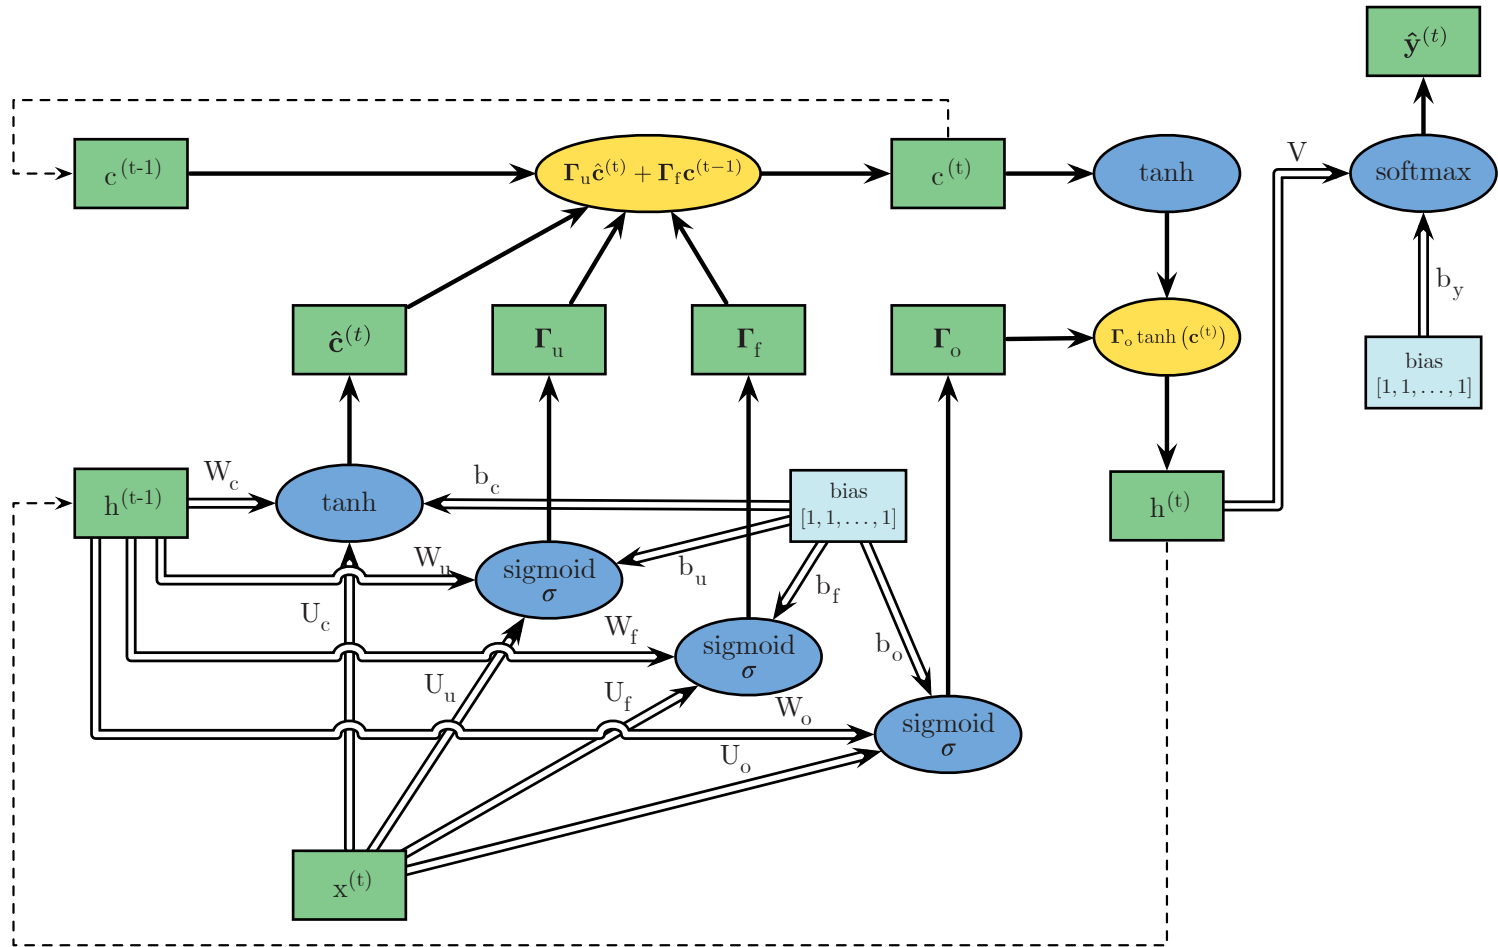 ŷ^(t)
V
c^(t-1)
Γ_u ĉ^(t) + Γ_f c^(t−1)
c^(t)
tanh
softmax
b_y
ĉ^(t)
Γ_u
Γ_f
Γ_o
Γ_o tanh (c^(t))
bias
[1, 1, . . . , 1]
W_c
b_c
h^(t-1)
tanh
bias
[1, 1, . . . , 1]
h^(t)
W_u
sigmoid
σ
b_u
b_f
U_c
W_f
sigmoid
σ
b_o
U_u
U_f
W_o
sigmoid
σ
U_o
x^(t)